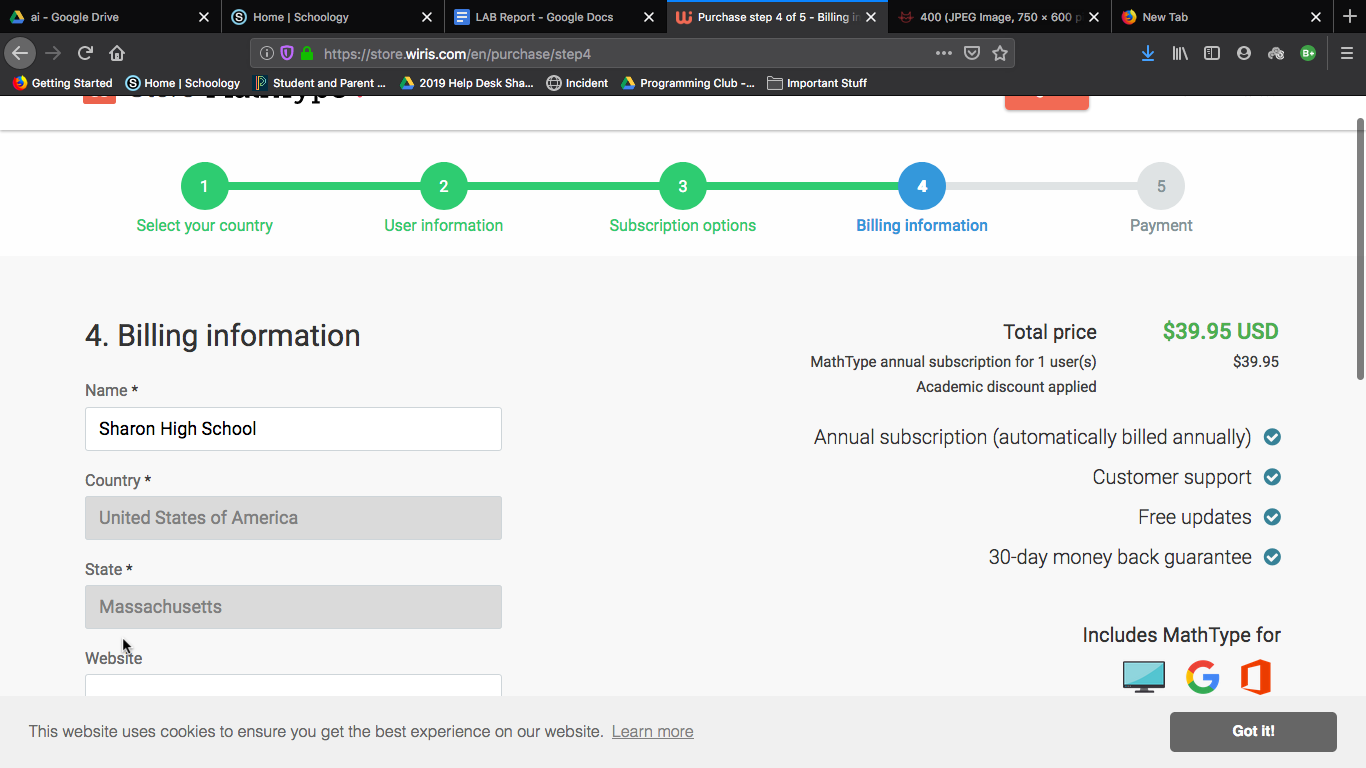 ai - Google Drive
Home | Schoology
LAB Report - Google Docs
Purchase step 4 of 5 - Billing in
400 (JPEG Image, 750 × 600 p
New Tab
https://store.wiris.com/en/purchase/step4
Getting Started
Home | Schoology
Student and Parent ...
2019 Help Desk Sha...
Incident
Programming Club -...
Important Stuff
1
2
3
4
5
Select your country
User information
Subscription options
Billing information
Payment
4. Billing information
Name *
Sharon High School
Country *
United States of America
State *
Massachusetts
Website
Total price $39.95 USD
MathType annual subscription for 1 user(s) $39.95
Academic discount applied
Annual subscription (automatically billed annually)
Customer support
Free updates
30-day money back guarantee
Includes MathType for
This website uses cookies to ensure you get the best experience on our website. Learn more
Got it!